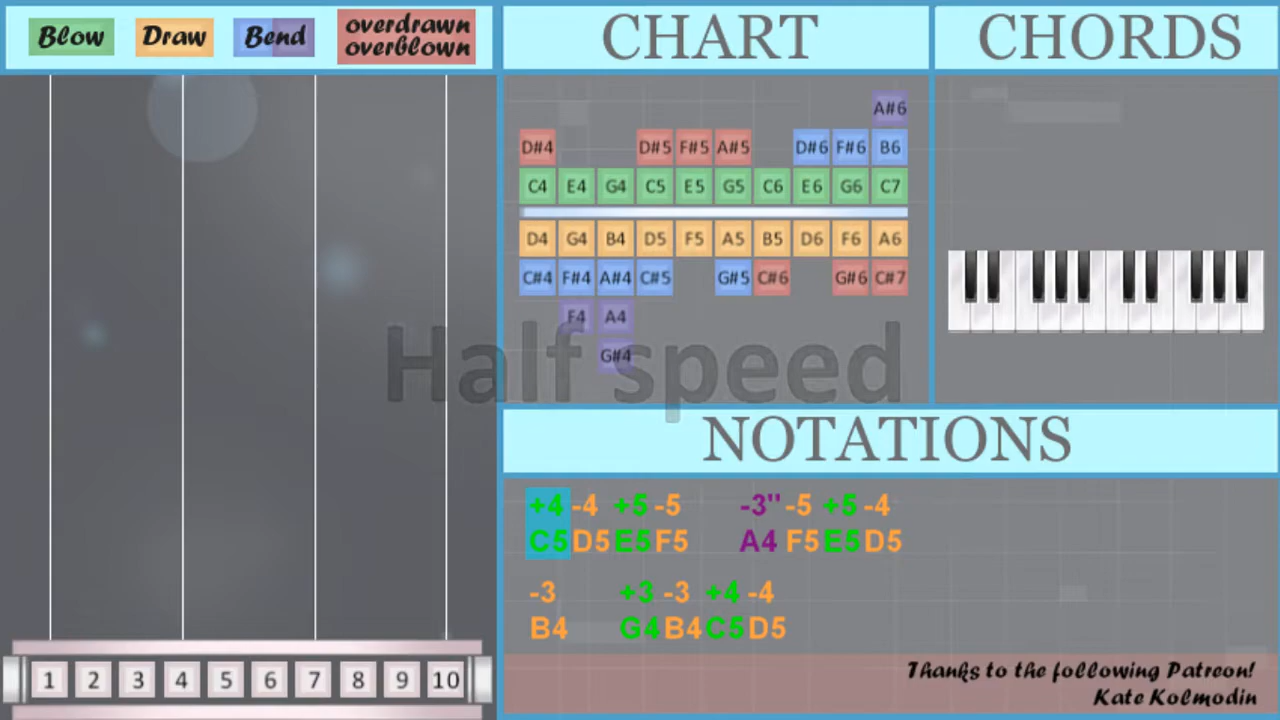 Blow Draw Bend overdrawn
overblown
CHART
CHORDS
A#6
D#4 D#5 F#5 A#5 D#6 F#6 B6
C4 E4 G4 C5 E5 G5 C6 E6 G6 C7
D4 G4 B4 D5 F5 A5 B5 D6 F6 A6
C#4 F#4 A#4 C#5 G#5 C#6 G#6 C#7
F4 A4
G#4
Half speed
NOTATIONS
+4 -4 +5 -5 -3" -5 +5 -4
C5 D5 E5 F5 A4 F5 E5 D5
-3 +3 -3 +4 -4
B4 G4 B4 C5 D5
1 2 3 4 5 6 7 8 9 10
Thanks to the following Patreon!
Kate Kolmodin